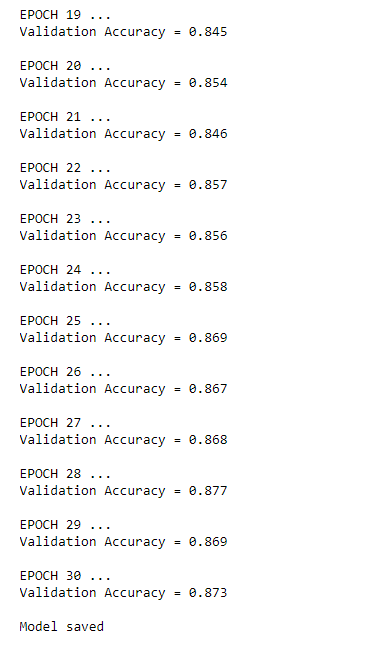 EPOCH 19 ...
Validation Accuracy = 0.845
EPOCH 20 ...
Validation Accuracy = 0.854
EPOCH 21 ...
Validation Accuracy = 0.846
EPOCH 22 ...
Validation Accuracy = 0.857
EPOCH 23 ...
Validation Accuracy = 0.856
EPOCH 24 ...
Validation Accuracy = 0.858
EPOCH 25 ...
Validation Accuracy = 0.869
EPOCH 26 ...
Validation Accuracy = 0.867
EPOCH 27 ...
Validation Accuracy = 0.868
EPOCH 28 ...
Validation Accuracy = 0.877
EPOCH 29 ...
Validation Accuracy = 0.869
EPOCH 30 ...
Validation Accuracy = 0.873
Model saved